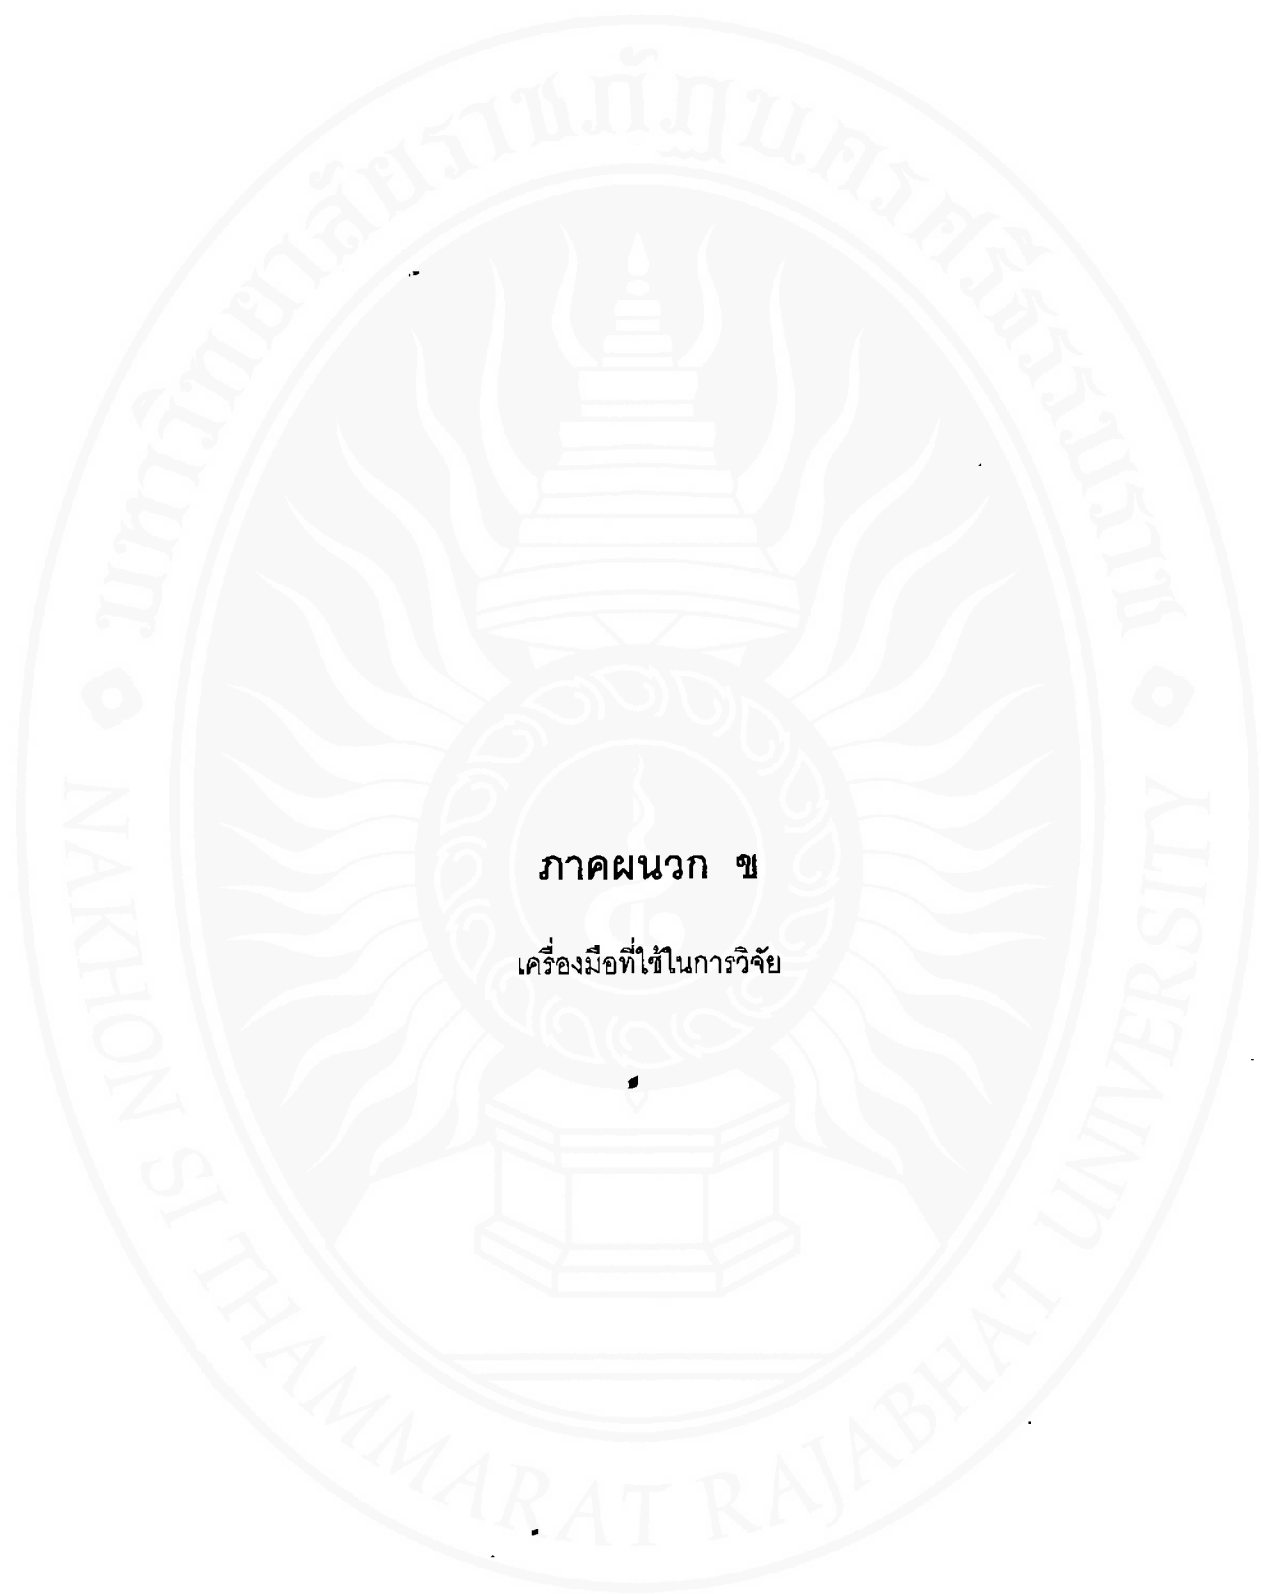 มหาวิทยาลัยราชภัฏนครศรีธรรมราช
ภาคผนวก ข
เครื่องมือที่ใช้ในการวิจัย
NAKHON SI THAMMARAT RAJABHAT UNIVERSITY